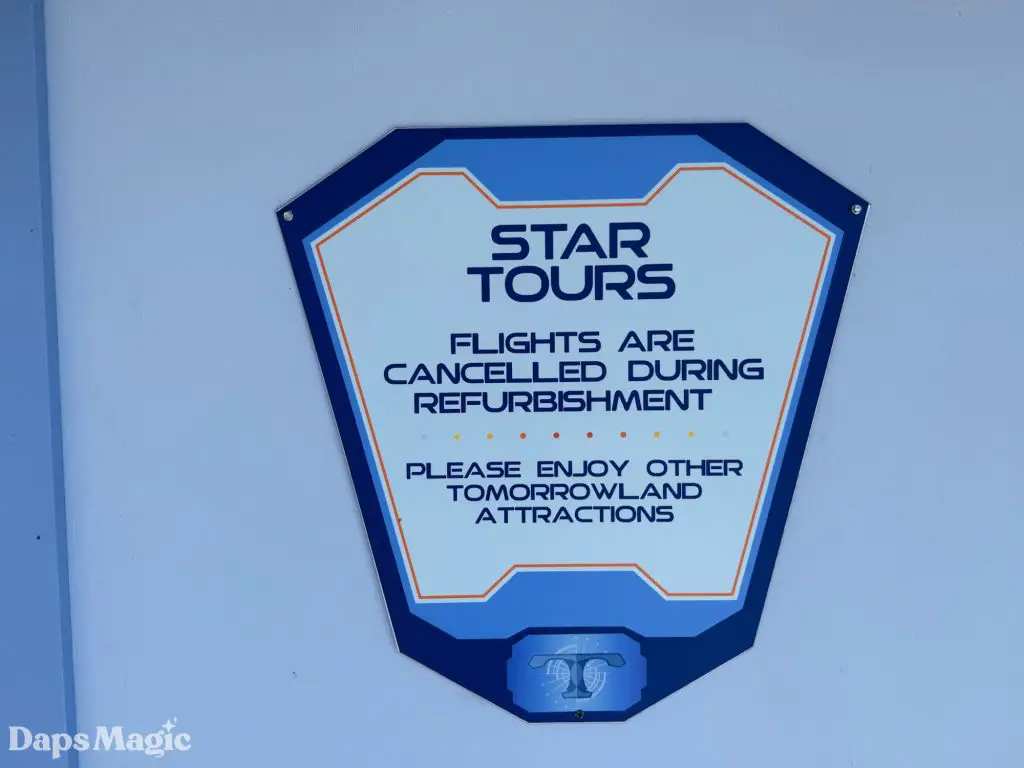 STAR
TOURS
FLIGHTS ARE
CANCELLED DURING
REFURBISHMENT
PLEASE ENJOY OTHER
TOMORROWLAND
ATTRACTIONS
T
DapsMagic